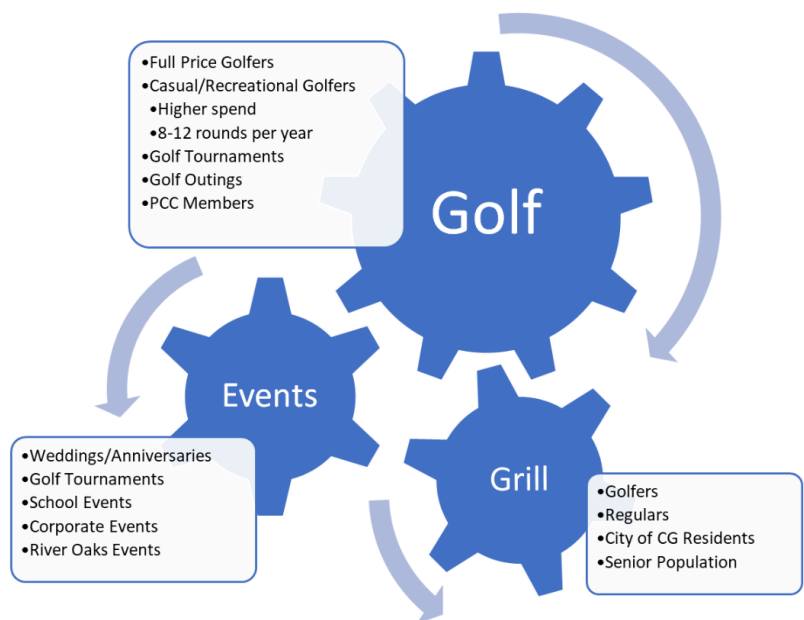 •Full Price Golfers
•Casual/Recreational Golfers
•Higher spend
•8-12 rounds per year
•Golf Tournaments
•Golf Outings
•PCC Members
Golf
Events
•Weddings/Anniversaries
•Golf Tournaments
•School Events
•Corporate Events
•River Oaks Events
Grill
•Golfers
•Regulars
•City of CG Residents
•Senior Population